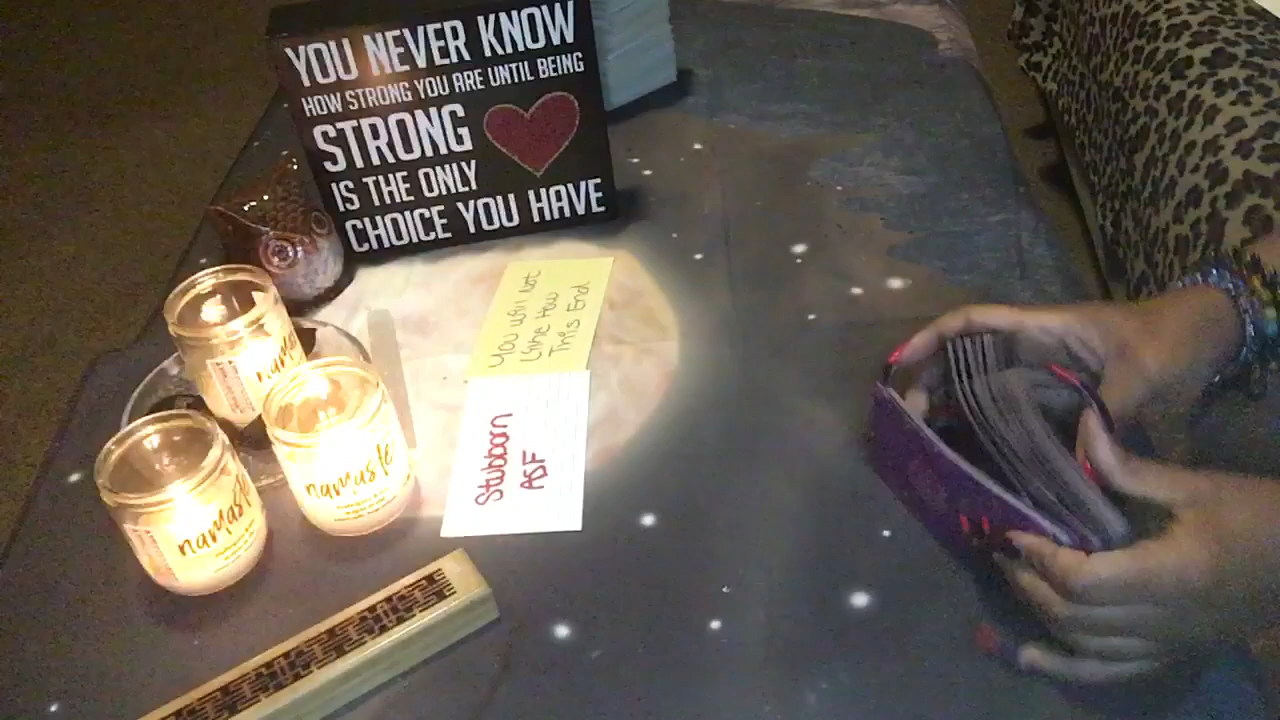 YOU NEVER KNOW
HOW STRONG YOU ARE UNTIL BEING
STRONG
IS THE ONLY
CHOICE YOU HAVE
You will Not
Like How
This End
Stubborn
ASF
namaste
namaste
namaste